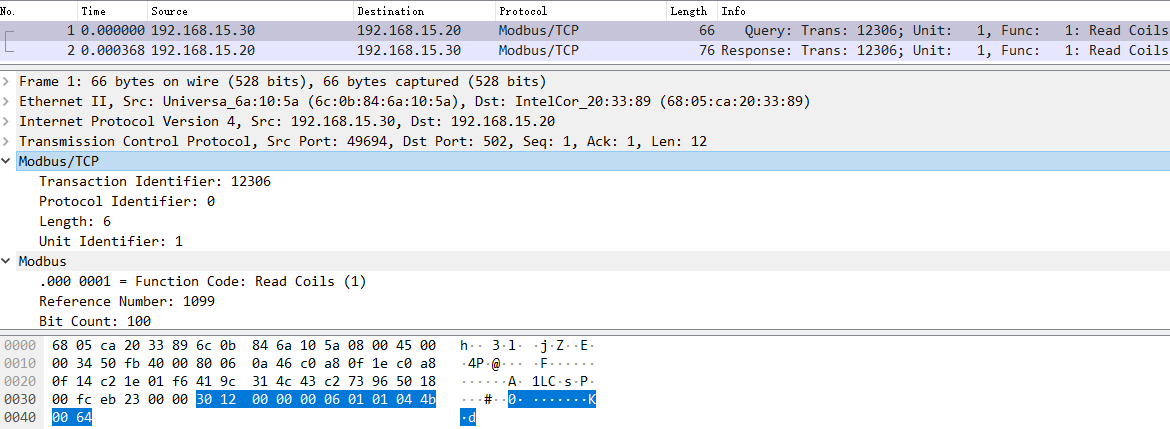 No. Time Source Destination Protocol Length Info
1 0.000000 192.168.15.30 192.168.15.20 Modbus/TCP 66 Query: Trans: 12306; Unit: 1, Func: 1: Read Coils
2 0.000368 192.168.15.20 192.168.15.30 Modbus/TCP 76 Response: Trans: 12306; Unit: 1, Func: 1: Read Coils
Frame 1: 66 bytes on wire (528 bits), 66 bytes captured (528 bits)
Ethernet II, Src: Universa_6a:10:5a (6c:0b:84:6a:10:5a), Dst: IntelCor_20:33:89 (68:05:ca:20:33:89)
Internet Protocol Version 4, Src: 192.168.15.30, Dst: 192.168.15.20
Transmission Control Protocol, Src Port: 49694, Dst Port: 502, Seq: 1, Ack: 1, Len: 12
Modbus/TCP
Transaction Identifier: 12306
Protocol Identifier: 0
Length: 6
Unit Identifier: 1
Modbus
.000 0001 = Function Code: Read Coils (1)
Reference Number: 1099
Bit Count: 100
0000 68 05 ca 20 33 89 6c 0b 84 6a 10 5a 08 00 45 00 h·· 3·l· ·j·Z··E·
0010 00 34 50 fb 40 00 80 06 0a 46 c0 a8 0f 1e c0 a8 ·4P·@··· ·F······
0020 0f 14 c2 1e 01 f6 41 9c 31 4c 43 c2 73 96 50 18 ······A· 1LC·s·P·
0030 00 fc eb 23 00 00 30 12 00 00 00 06 01 01 04 4b ···#··0· ·······K
0040 00 64 ·d